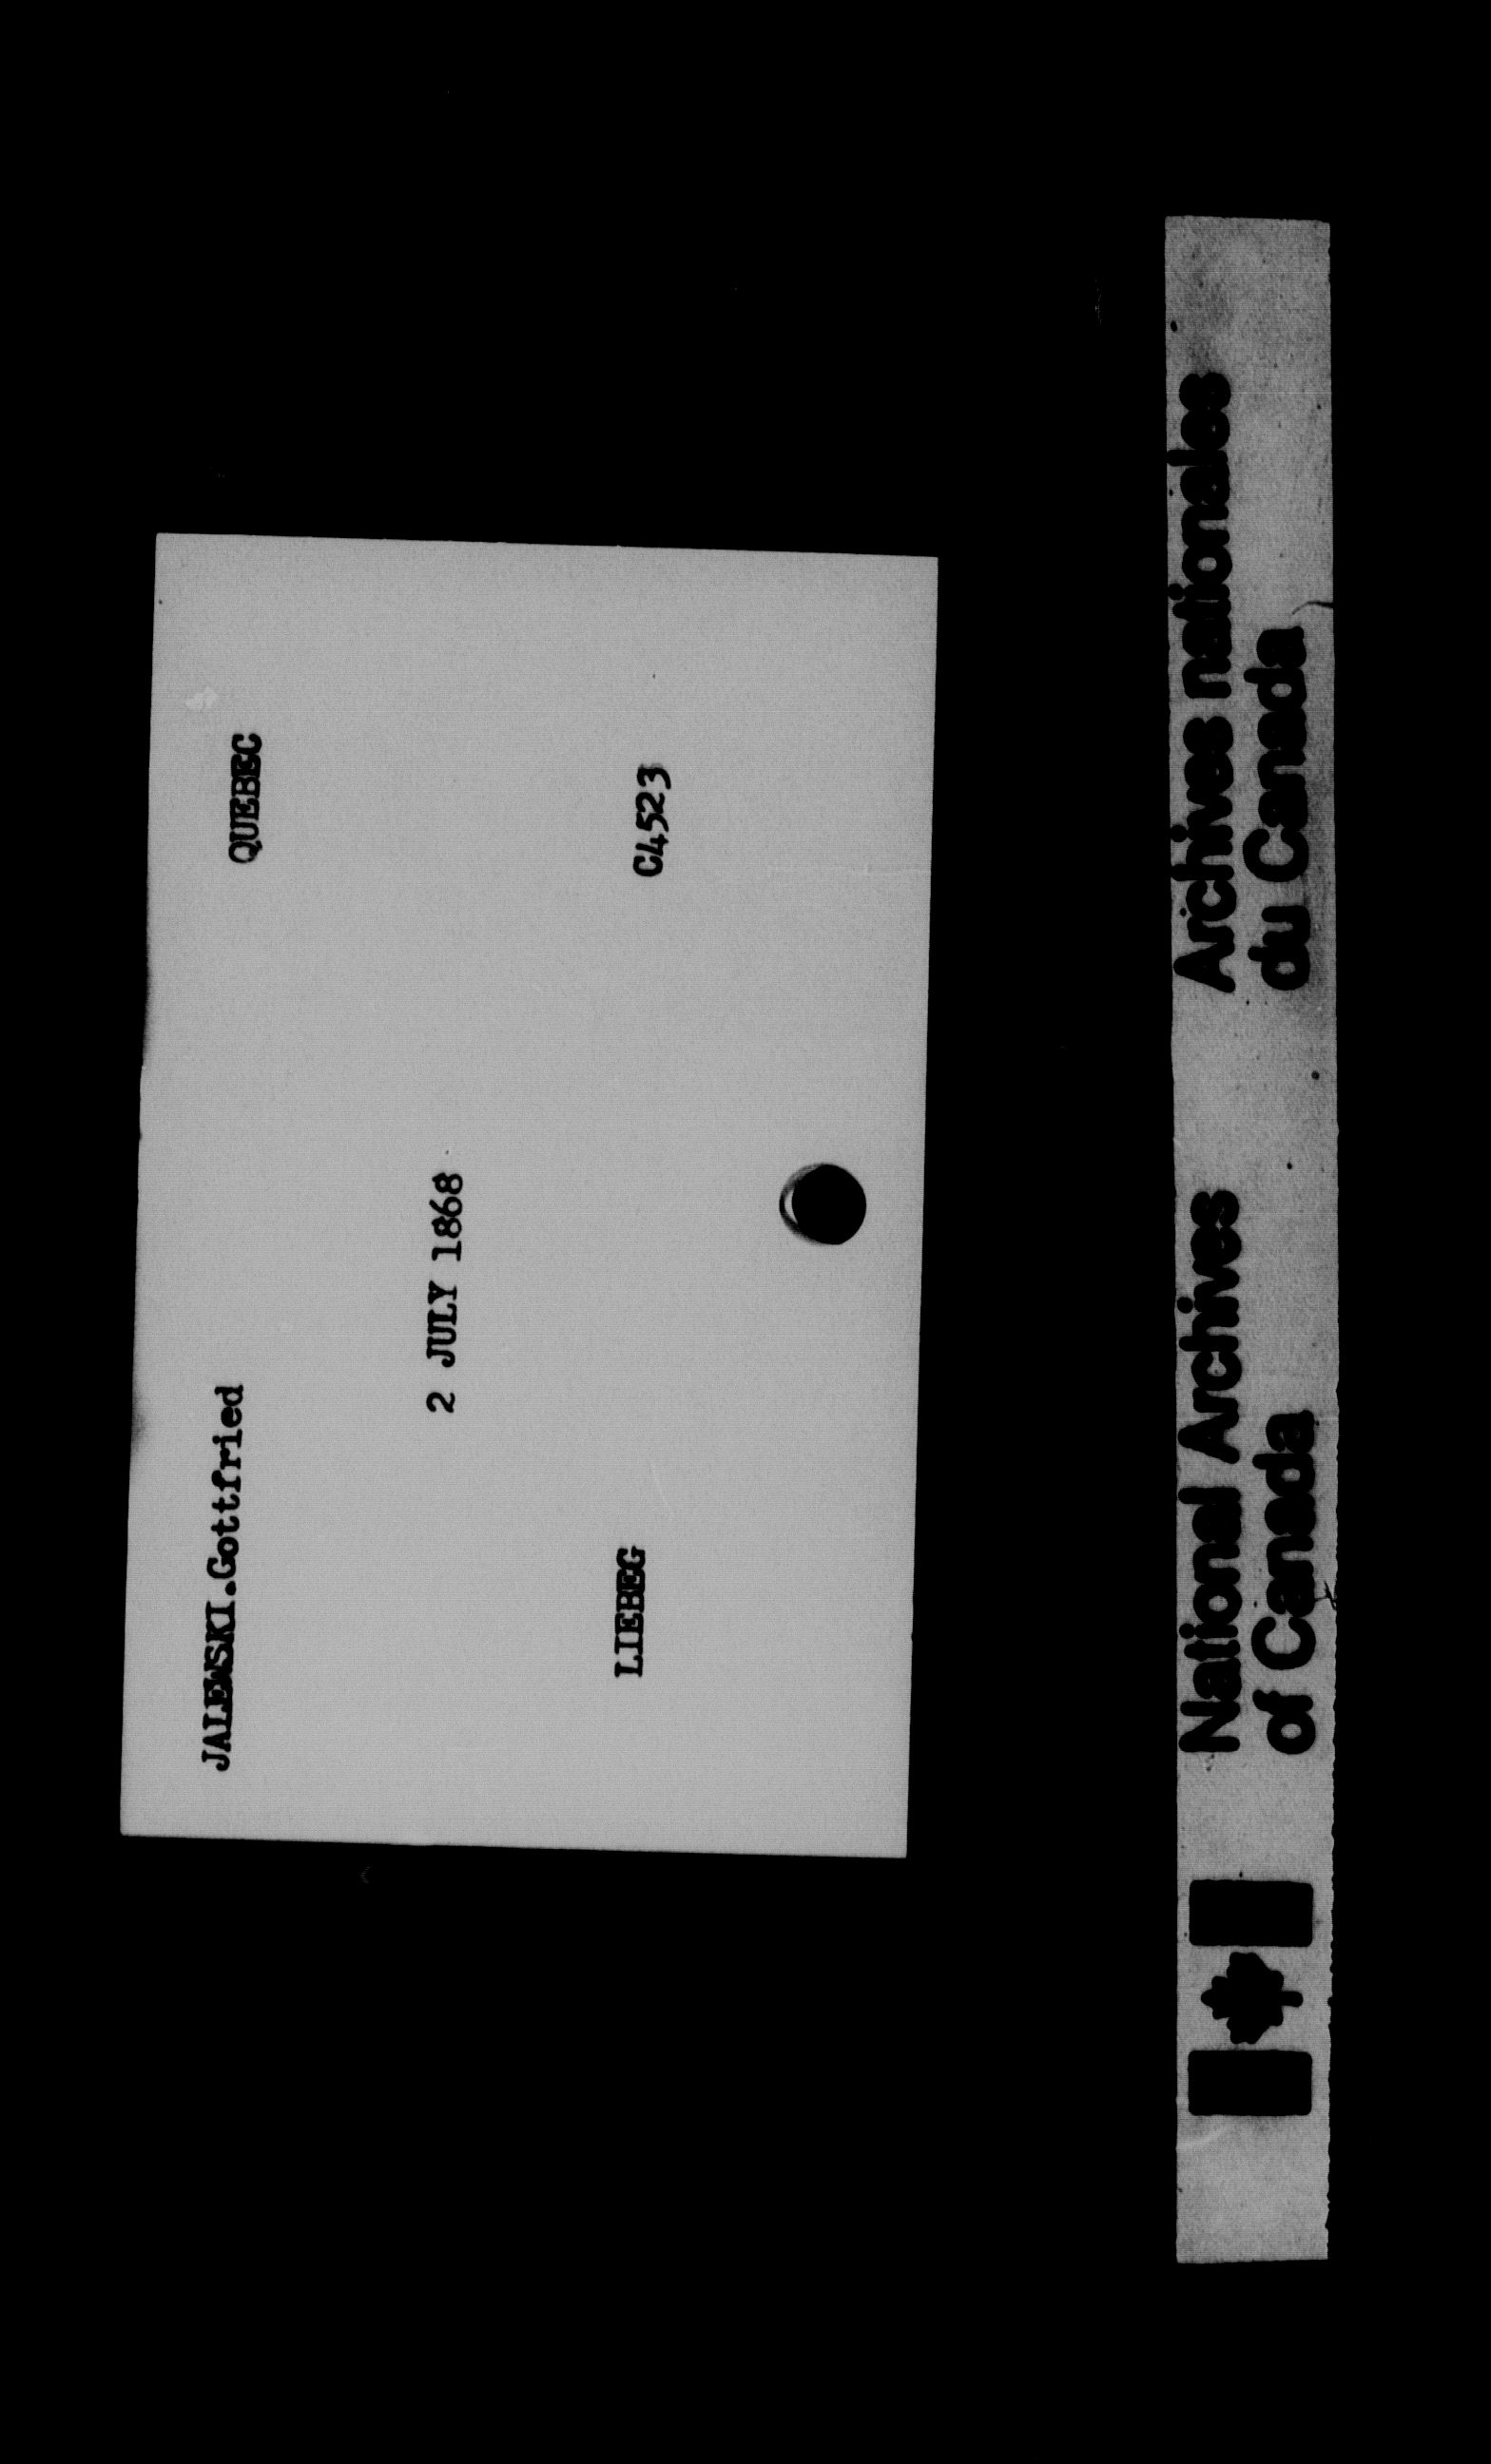 JALEWSKI.Gottfried QUEBEC
2 JULY 1868
LIEBEG C4523
National Archives Archives nationales
of Canada du Canada